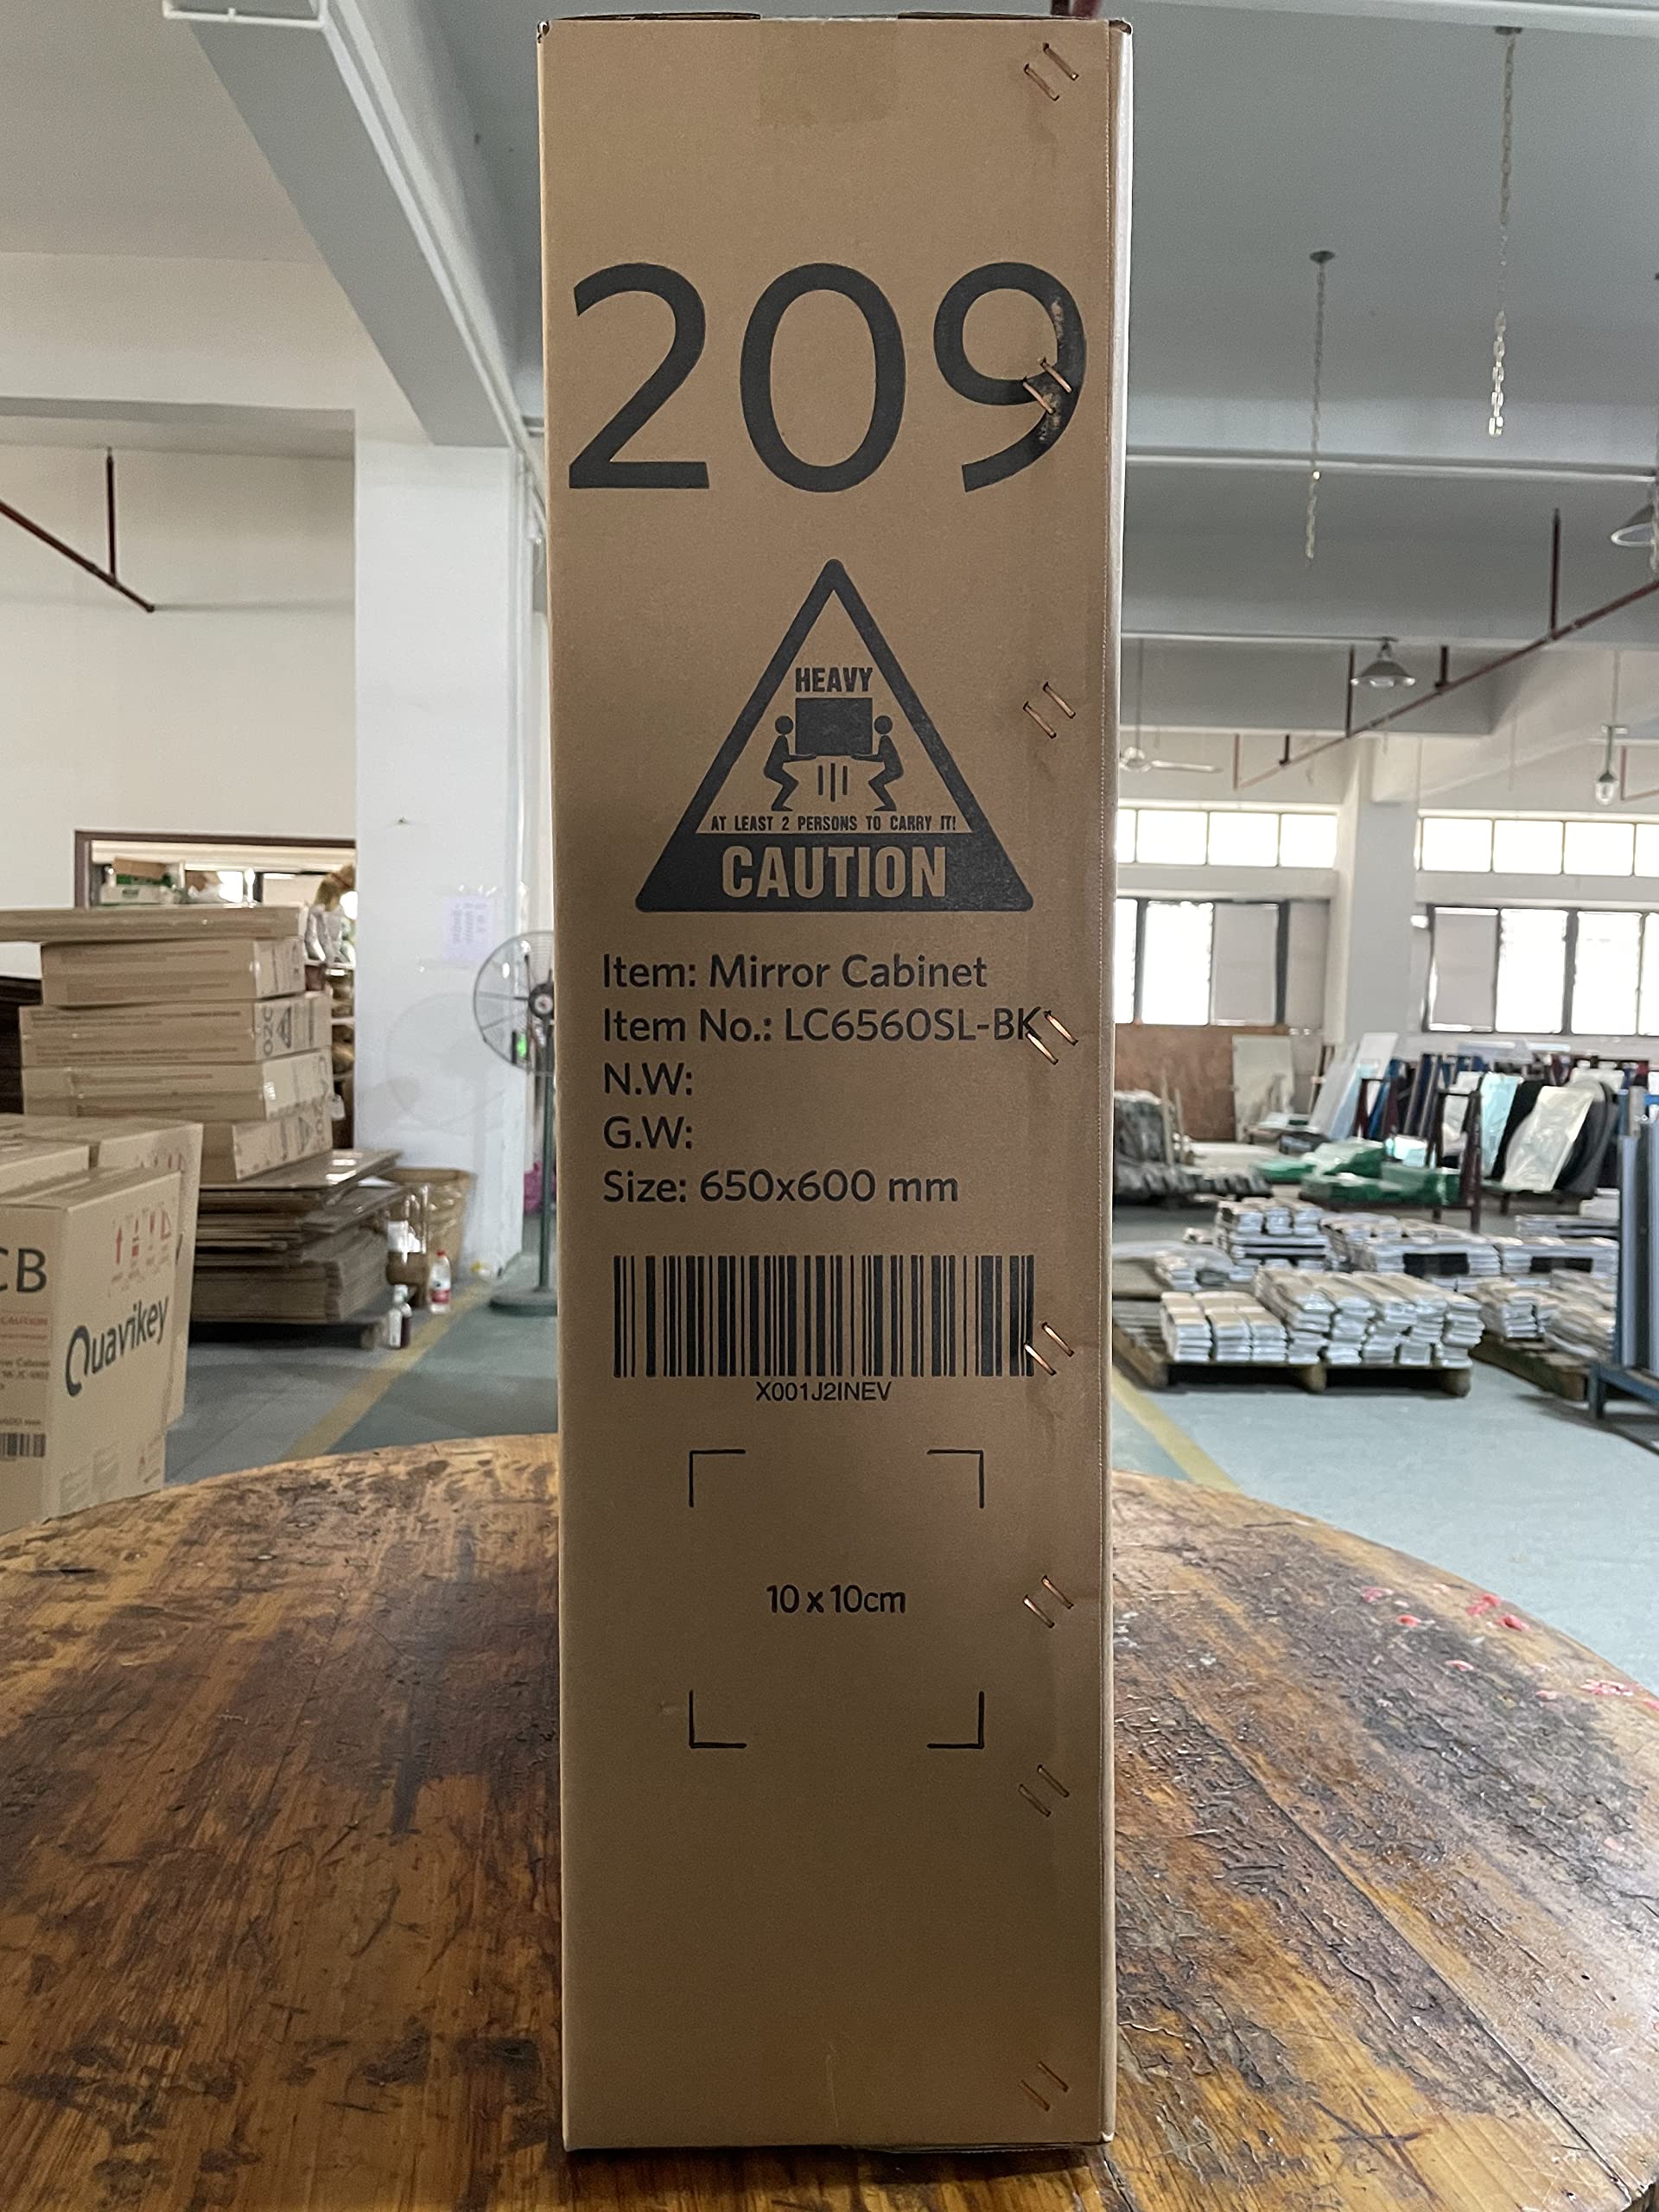 209
HEAVY
AT LEAST 2 PERSONS TO CARRY IT!
CAUTION
Item: Mirror Cabinet
Item No.: LC6560SL-BK
N.W:
G.W:
Size: 650x600 mm
X001J2INEV
10 x 10cm
CB
Quavikey